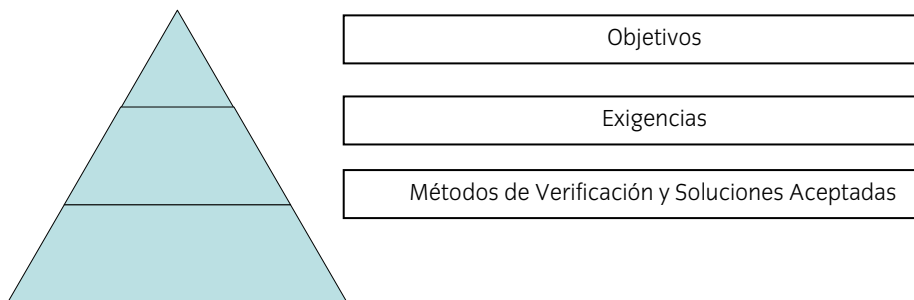 Objetivos
Exigencias
Métodos de Verificación y Soluciones Aceptadas